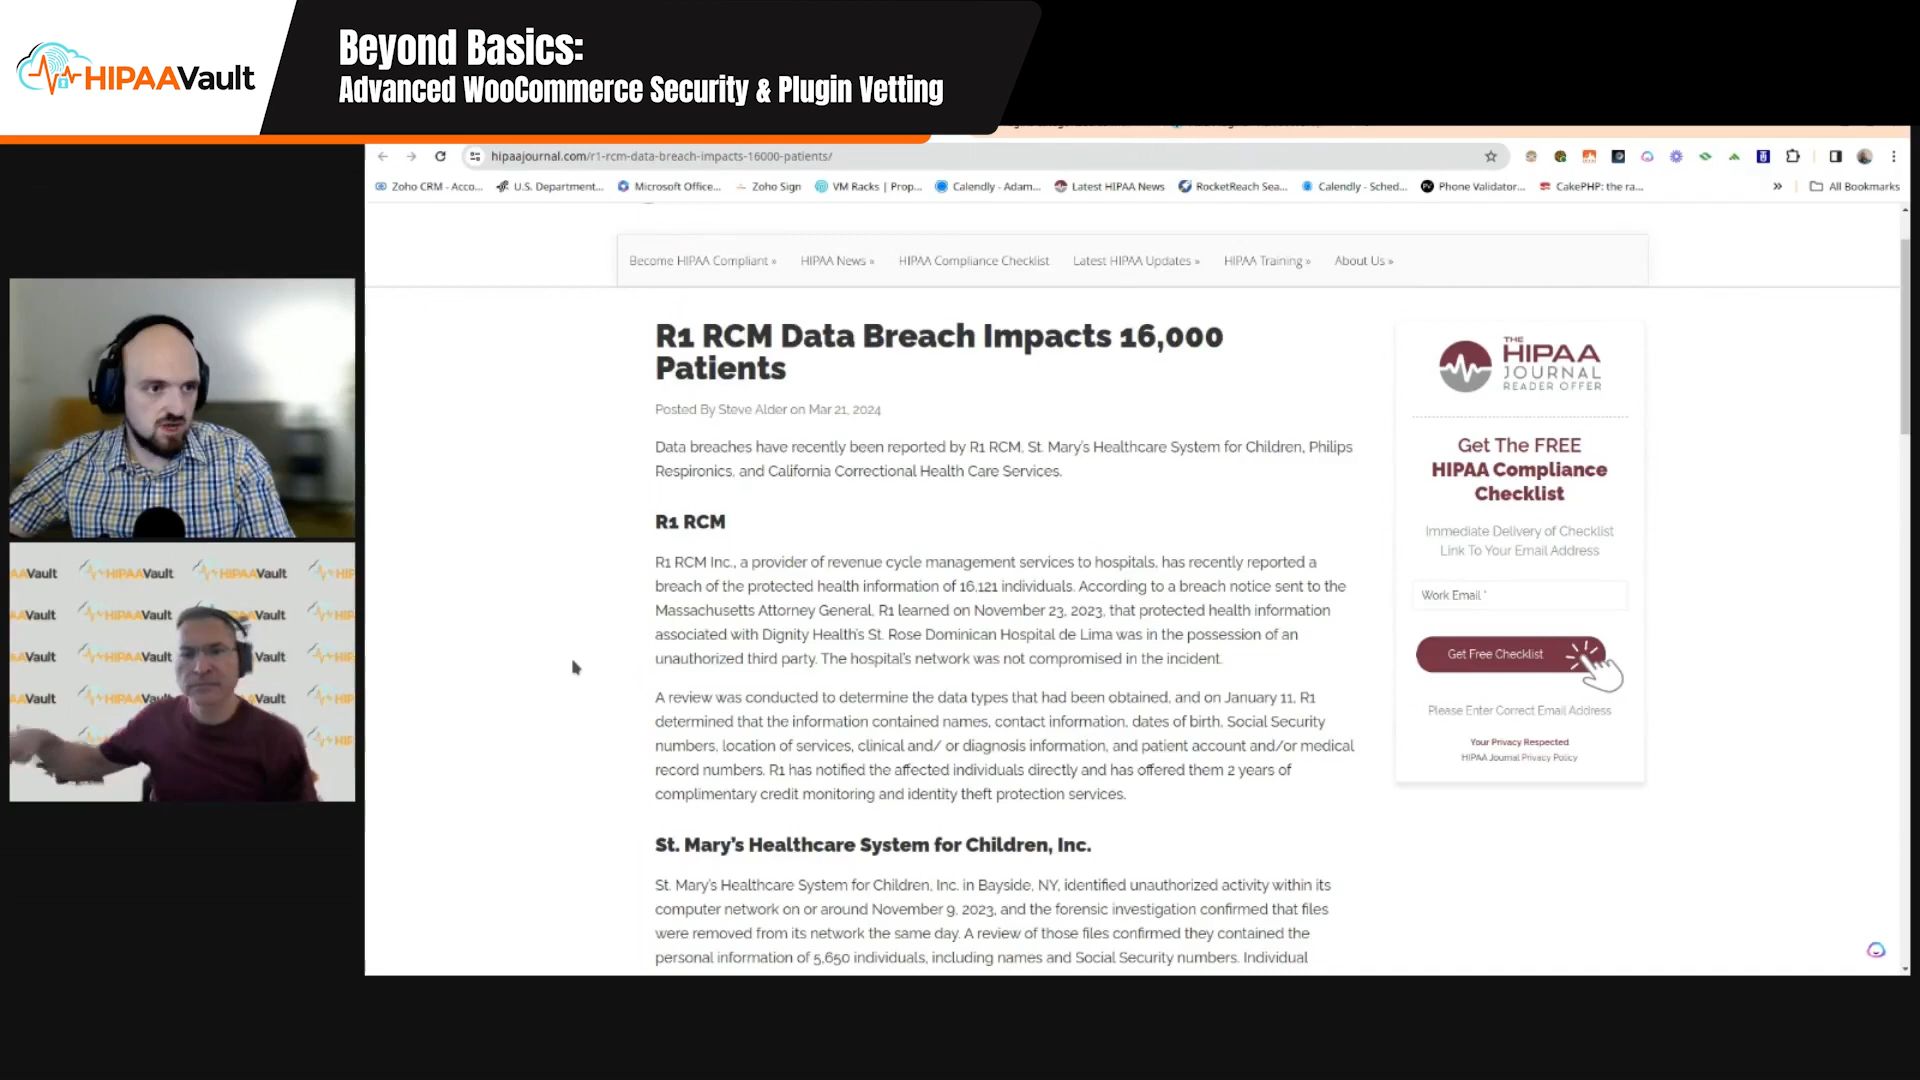 HIPAAVault
Beyond Basics:
Advanced WooCommerce Security & Plugin Vetting
hipaajournal.com/r1-rcm-data-breach-impacts-16000-patients/
Zoho CRM - Acco...
U.S. Department...
Microsoft Office...
Zoho Sign
VM Racks | Prop...
Calendly - Adam...
Latest HIPAA News
RocketReach Sea...
Calendly - Sched...
Phone Validator...
CakePHP: the ra...
»
All Bookmarks
Become HIPAA Compliant »
HIPAA News »
HIPAA Compliance Checklist
Latest HIPAA Updates »
HIPAA Training »
About Us »
R1 RCM Data Breach Impacts 16,000
Patients
Posted By Steve Alder on Mar 21, 2024
Data breaches have recently been reported by R1 RCM, St. Mary's Healthcare System for Children, Philips
Respironics, and California Correctional Health Care Services.
R1 RCM
R1 RCM Inc., a provider of revenue cycle management services to hospitals, has recently reported a
breach of the protected health information of 16,121 individuals. According to a breach notice sent to the
Massachusetts Attorney General, R1 learned on November 23, 2023, that protected health information
associated with Dignity Health's St. Rose Dominican Hospital de Lima was in the possession of an
unauthorized third party. The hospital's network was not compromised in the incident.
A review was conducted to determine the data types that had been obtained, and on January 11, R1
determined that the information contained names, contact information, dates of birth, Social Security
numbers, location of services, clinical and/ or diagnosis information, and patient account and/or medical
record numbers. R1 has notified the affected individuals directly and has offered them 2 years of
complimentary credit monitoring and identity theft protection services.
St. Mary's Healthcare System for Children, Inc.
St. Mary's Healthcare System for Children, Inc. in Bayside, NY, identified unauthorized activity within its
computer network on or around November 9, 2023, and the forensic investigation confirmed that files
were removed from its network the same day. A review of those files confirmed they contained the
personal information of 5,650 individuals, including names and Social Security numbers. Individual
THE
HIPAA
JOURNAL
READER OFFER
Get The FREE
HIPAA Compliance
Checklist
Immediate Delivery of Checklist
Link To Your Email Address
Work Email *
Get Free Checklist
Please Enter Correct Email Address
Your Privacy Respected
HIPAA Journal Privacy Policy
AAVault HIPAAVault HIPAAVault HIP
AVault HIPAAVault Vault HIP
AAVault HIPAAVault Vault HIP
AVault HIPAAVault Vault HIP
HIP